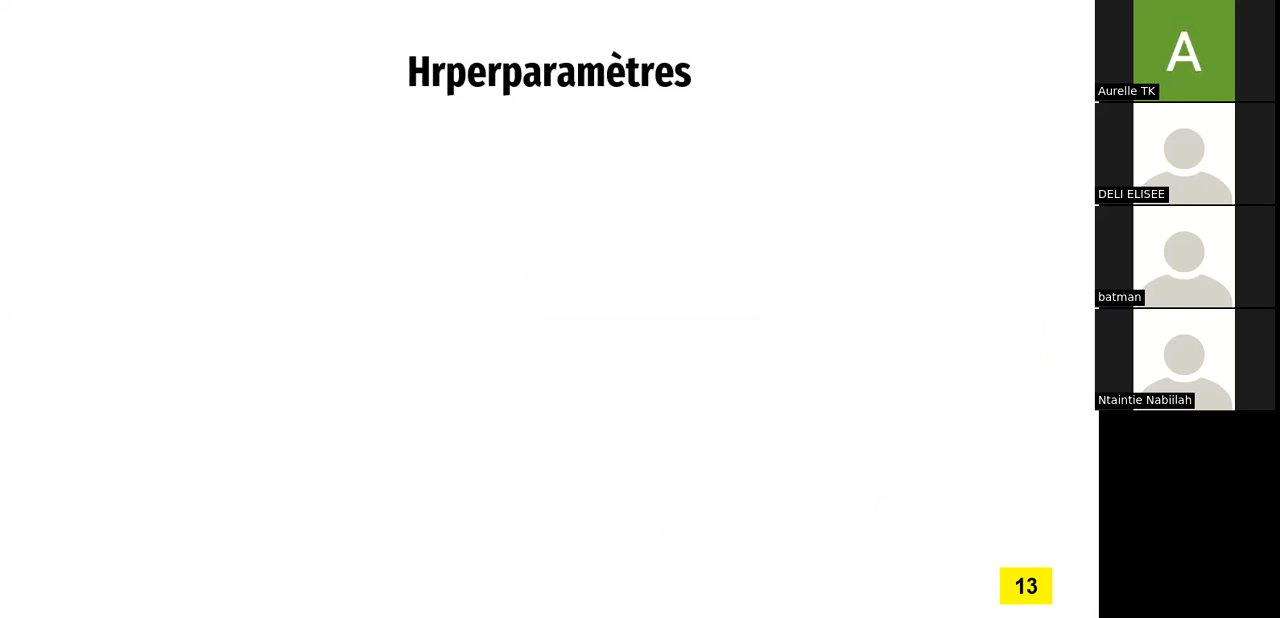 Hrperparamètres
13
A
Aurelle TK
DELI ELISEE
batman
Ntaintie Nabiilah